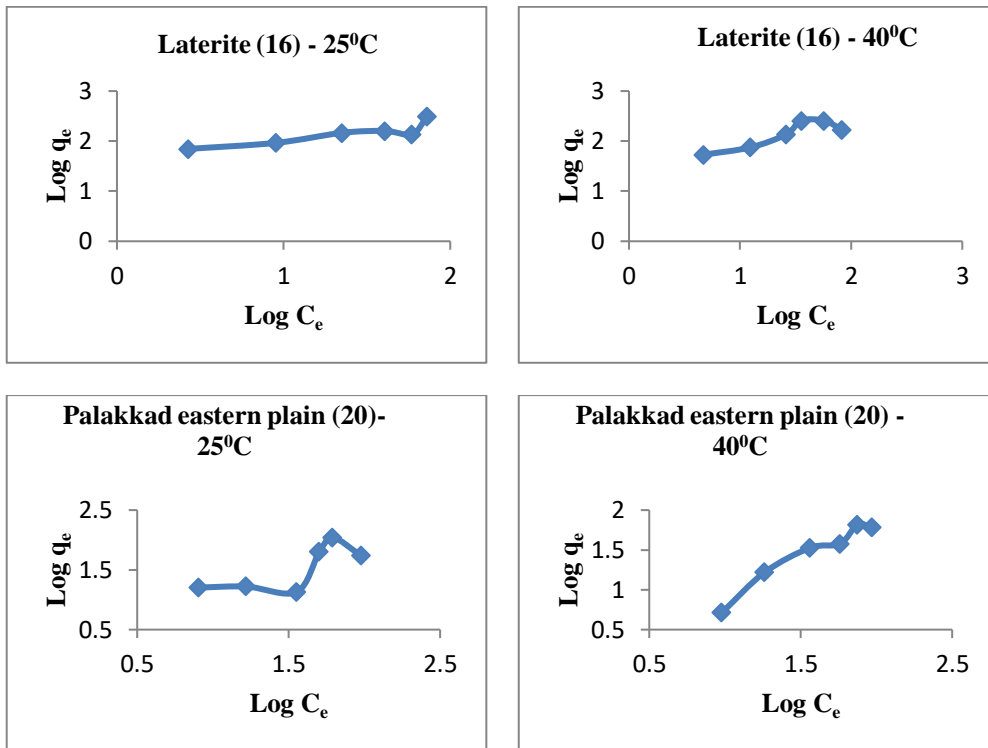 Laterite (16) - 25⁰C
3
2
1
0
Log qₑ
0 1 2
Log Cₑ
Laterite (16) - 40⁰C
3
2
1
0
Log qₑ
0 1 2 3
Log Cₑ
Palakkad eastern plain (20)-
25⁰C
2.5
1.5
0.5
Log qₑ
0.5 1.5 2.5
Log Cₑ
Palakkad eastern plain (20) -
40⁰C
2
1.5
1
0.5
Log qₑ
0.5 1.5 2.5
Log Cₑ